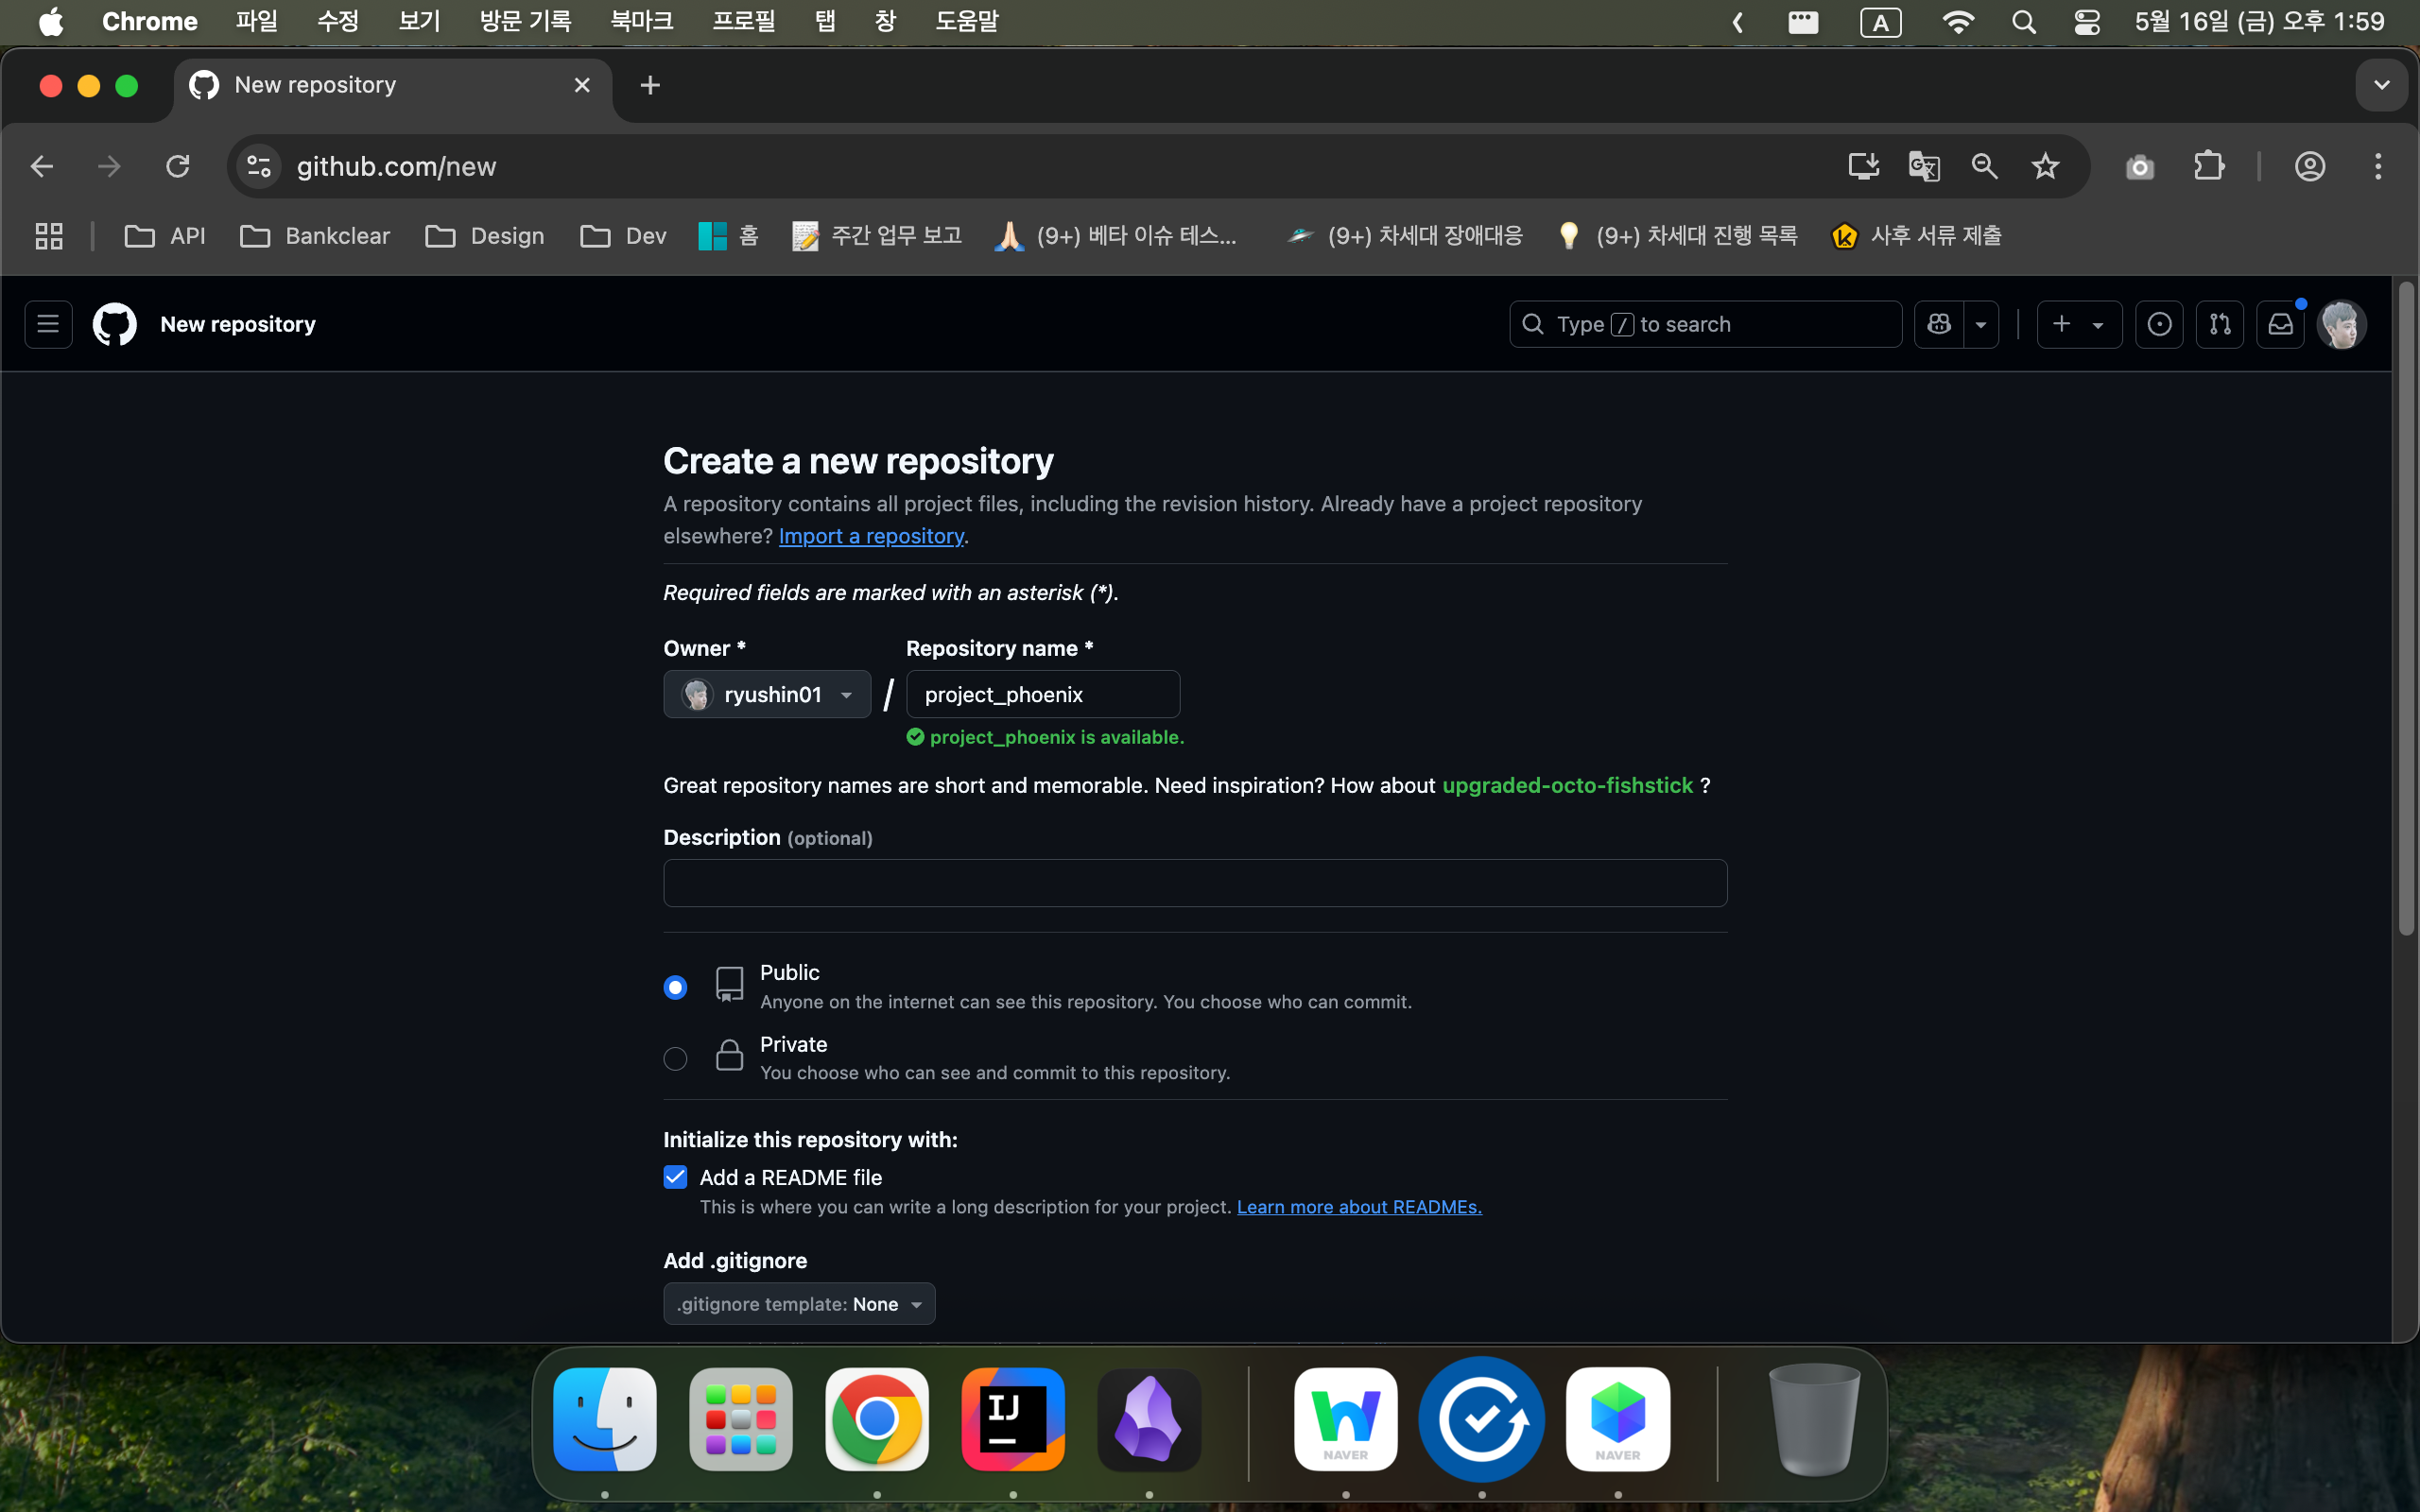 Chrome 파일 수정 보기 방문 기록 북마크 프로필 탭 창 도움말 A 5월 16일 (금) 오후 1:59
New repository
github.com/new
API Bankclear Design Dev 홈 주간 업무 보고 (9+) 베타 이슈 테스... (9+) 차세대 장애대응 (9+) 차세대 진행 목록 사후 서류 제출
New repository Type / to search
Create a new repository
A repository contains all project files, including the revision history. Already have a project repository
elsewhere? Import a repository.
Required fields are marked with an asterisk (*).
Owner * Repository name *
ryushin01 / project_phoenix
project_phoenix is available.
Great repository names are short and memorable. Need inspiration? How about upgraded-octo-fishstick ?
Description (optional)
Public
Anyone on the internet can see this repository. You choose who can commit.
Private
You choose who can see and commit to this repository.
Initialize this repository with:
Add a README file
This is where you can write a long description for your project. Learn more about READMEs.
Add .gitignore
.gitignore template: None
IJ
NAVER NAVER